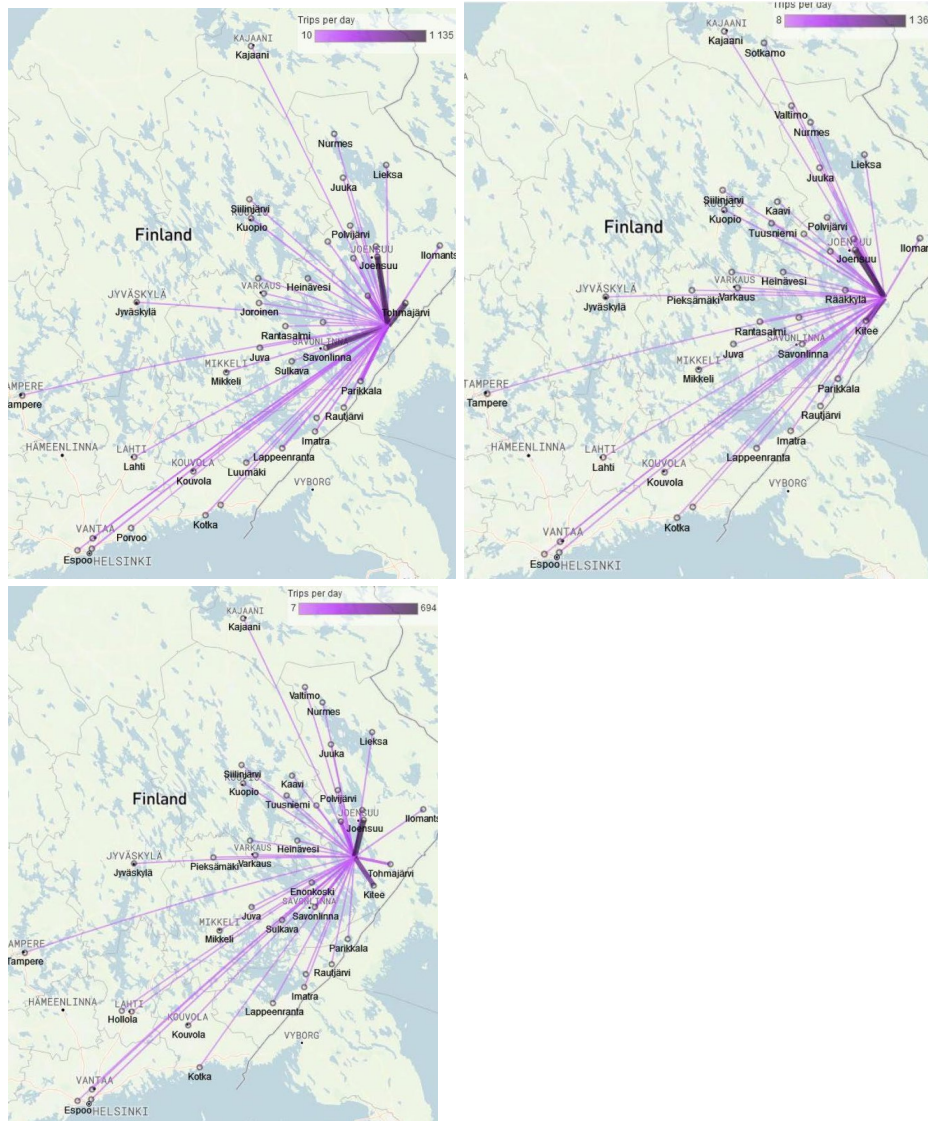 Trips per day
10 1 135
KAJAANI
Kajaani
Nurmes
Lieksa
Juuka
Siilinjärvi
Kuopio
Finland
Polvijärvi
JOENSUU
Joensuu
Ilomants
Heinävesi
VARKAUS
JYVÄSKYLÄ
Jyväskylä
Joroinen
Tohmajärvi
Rantasalmi
SAVONLINNA
Savonlinna
Juva
Sulkava
MIKKELI
Mikkeli
Parikkala
TAMPERE
Tampere
Rautjärvi
Imatra
HÄMEENLINNA
LAHTI
Lahti
Lappeenranta
KOUVOLA
Kouvola
Luumäki
VYBORG
Kotka
VANTAA
Porvoo
Espoo
HELSINKI
Trips per day
8 1 36
KAJAANI
Kajaani
Sotkamo
Valtimo
Nurmes
Lieksa
Juuka
Siilinjärvi
Kuopio
Kaavi
Finland
Tuusniemi
Polvijärvi
JOENSUU
Joensuu
Ilomant
Heinävesi
VARKAUS
Varkaus
JYVÄSKYLÄ
Jyväskylä
Pieksämäki
Rääkkylä
Rantasalmi
Kitee
SAVONLINNA
Savonlinna
Juva
MIKKELI
Mikkeli
Parikkala
TAMPERE
Tampere
Rautjärvi
Imatra
HÄMEENLINNA
LAHTI
Lahti
Lappeenranta
KOUVOLA
Kouvola
VYBORG
Kotka
VANTAA
Espoo
HELSINKI
Trips per day
7 694
KAJAANI
Kajaani
Valtimo
Nurmes
Lieksa
Juuka
Siilinjärvi
Kuopio
Kaavi
Finland
Tuusniemi
Polvijärvi
JOENSUU
Joensuu
Ilomants
Heinävesi
VARKAUS
Varkaus
JYVÄSKYLÄ
Jyväskylä
Pieksämäki
Tohmajärvi
Enonkoski
Kitee
SAVONLINNA
Savonlinna
Juva
Sulkava
MIKKELI
Mikkeli
Parikkala
TAMPERE
Tampere
Rautjärvi
Imatra
HÄMEENLINNA
LAHTI
Hollola
Lappeenranta
KOUVOLA
Kouvola
VYBORG
Kotka
VANTAA
Espoo
HELSINKI